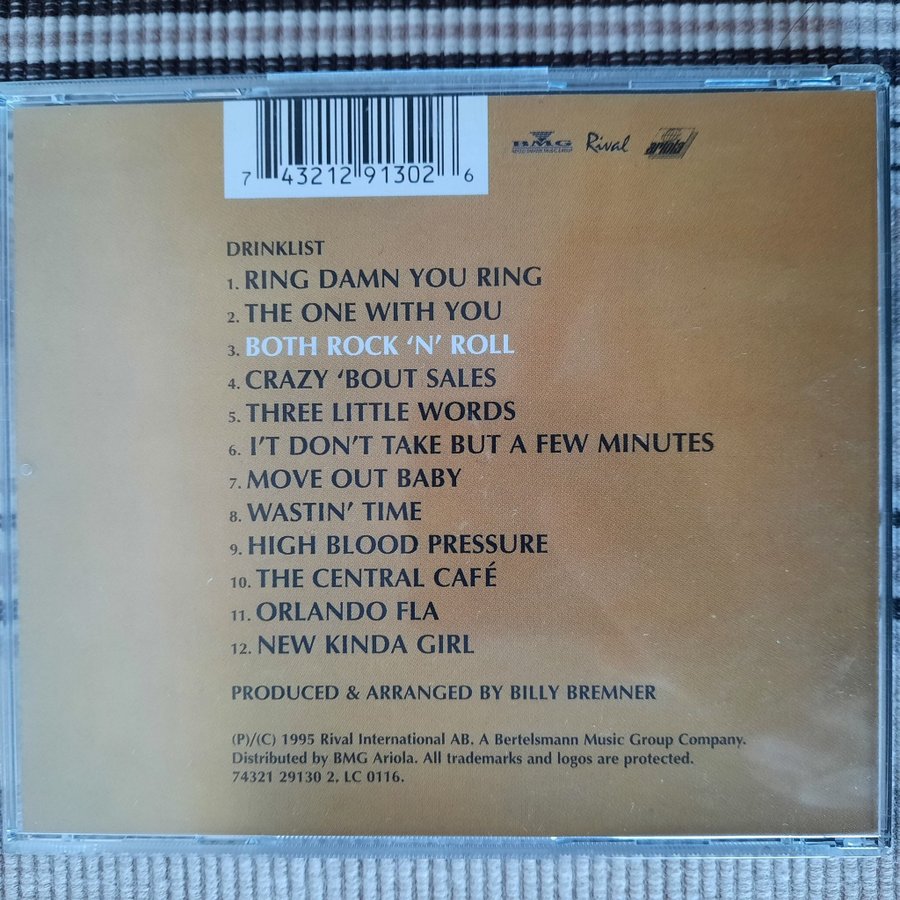 7 43212 91302 6
BMG Rival ariola
DRINKLIST
1. RING DAMN YOU RING
2. THE ONE WITH YOU
3. BOTH ROCK ‘N’ ROLL
4. CRAZY ‘BOUT SALES
5. THREE LITTLE WORDS
6. I’T DON’T TAKE BUT A FEW MINUTES
7. MOVE OUT BABY
8. WASTIN’ TIME
9. HIGH BLOOD PRESSURE
10. THE CENTRAL CAFÉ
11. ORLANDO FLA
12. NEW KINDA GIRL
PRODUCED & ARRANGED BY BILLY BREMNER
(P)/(C) 1995 Rival International AB. A Bertelsmann Music Group Company.
Distributed by BMG Ariola. All trademarks and logos are protected.
74321 29130 2, LC 0116.